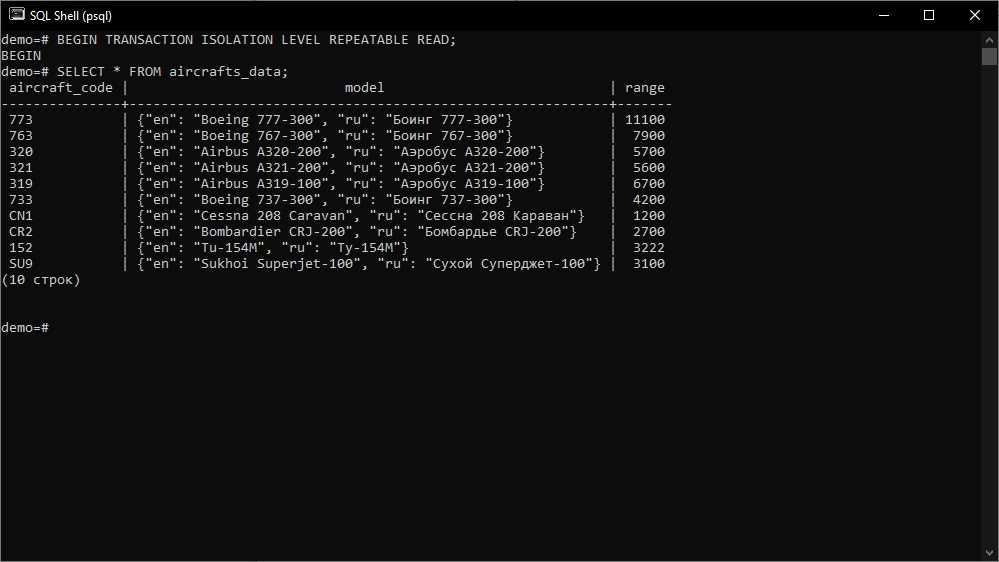 SQL Shell (psql)
demo=# BEGIN TRANSACTION ISOLATION LEVEL REPEATABLE READ;
BEGIN
demo=# SELECT * FROM aircrafts_data;
 aircraft_code |                           model                            | range
---------------+------------------------------------------------------------+-------
 773           | {"en": "Boeing 777-300", "ru": "Боинг 777-300"}            | 11100
 763           | {"en": "Boeing 767-300", "ru": "Боинг 767-300"}            |  7900
 320           | {"en": "Airbus A320-200", "ru": "Аэробус A320-200"}        |  5700
 321           | {"en": "Airbus A321-200", "ru": "Аэробус A321-200"}        |  5600
 319           | {"en": "Airbus A319-100", "ru": "Аэробус A319-100"}        |  6700
 733           | {"en": "Boeing 737-300", "ru": "Боинг 737-300"}            |  4200
 CN1           | {"en": "Cessna 208 Caravan", "ru": "Сессна 208 Караван"}   |  1200
 CR2           | {"en": "Bombardier CRJ-200", "ru": "Бомбардье CRJ-200"}    |  2700
 152           | {"en": "Tu-154M", "ru": "Ту-154М"}                         |  3222
 SU9           | {"en": "Sukhoi Superjet-100", "ru": "Сухой Суперджет-100"} |  3100
(10 строк)
demo=#